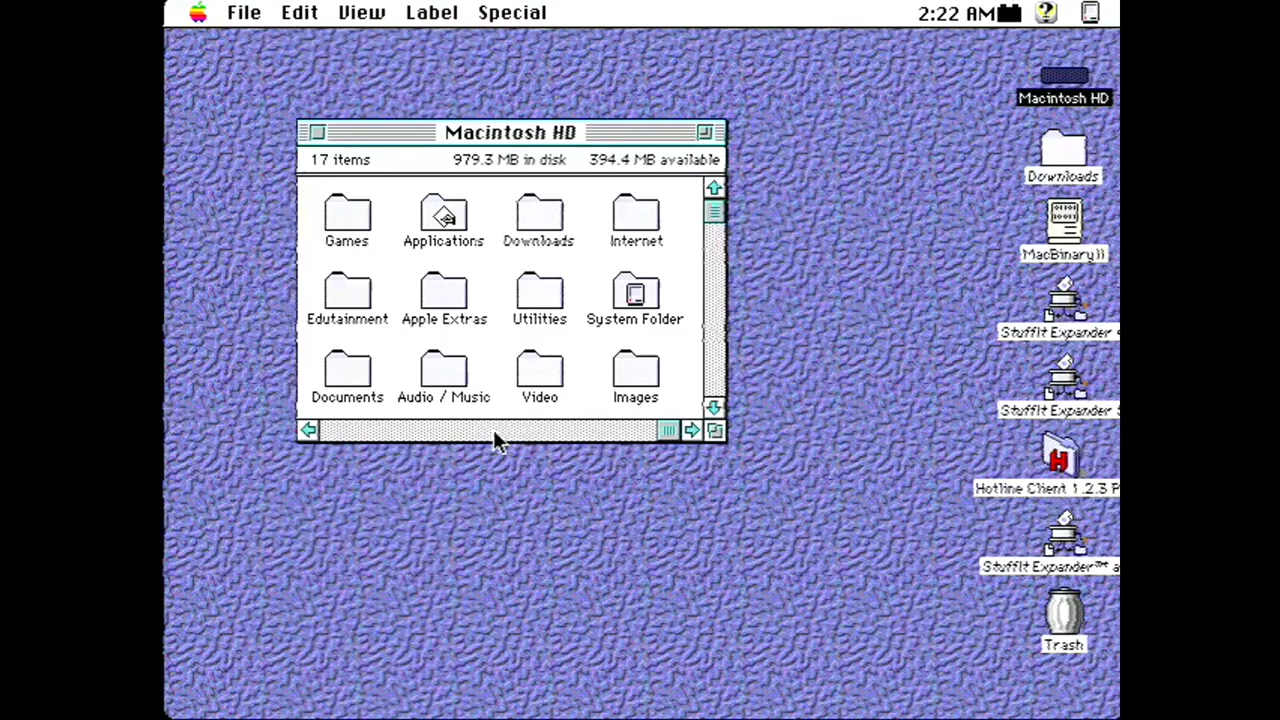 File Edit View Label Special 2:22 AM
Macintosh HD
17 items 979.3 MB in disk 394.4 MB available
Games Applications Downloads Internet
Edutainment Apple Extras Utilities System Folder
Documents Audio / Music Video Images
Macintosh HD
Downloads
MacBinary II
StuffIt Expander
StuffIt Expander
Hotline Client 1.2.3
StuffIt Expander™
Trash